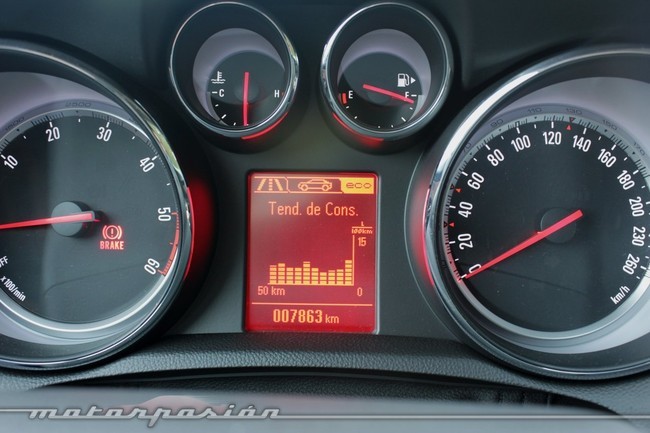 C H
E F
10 20 30 40 50 60
BRAKE
OFF
x100/min
eco
Tend. de Cons.
L
100km
15
50 km 0
007863 km
0 20 40 60 80 100 120 140 160 180 200 220 260
km/h
motorpasión